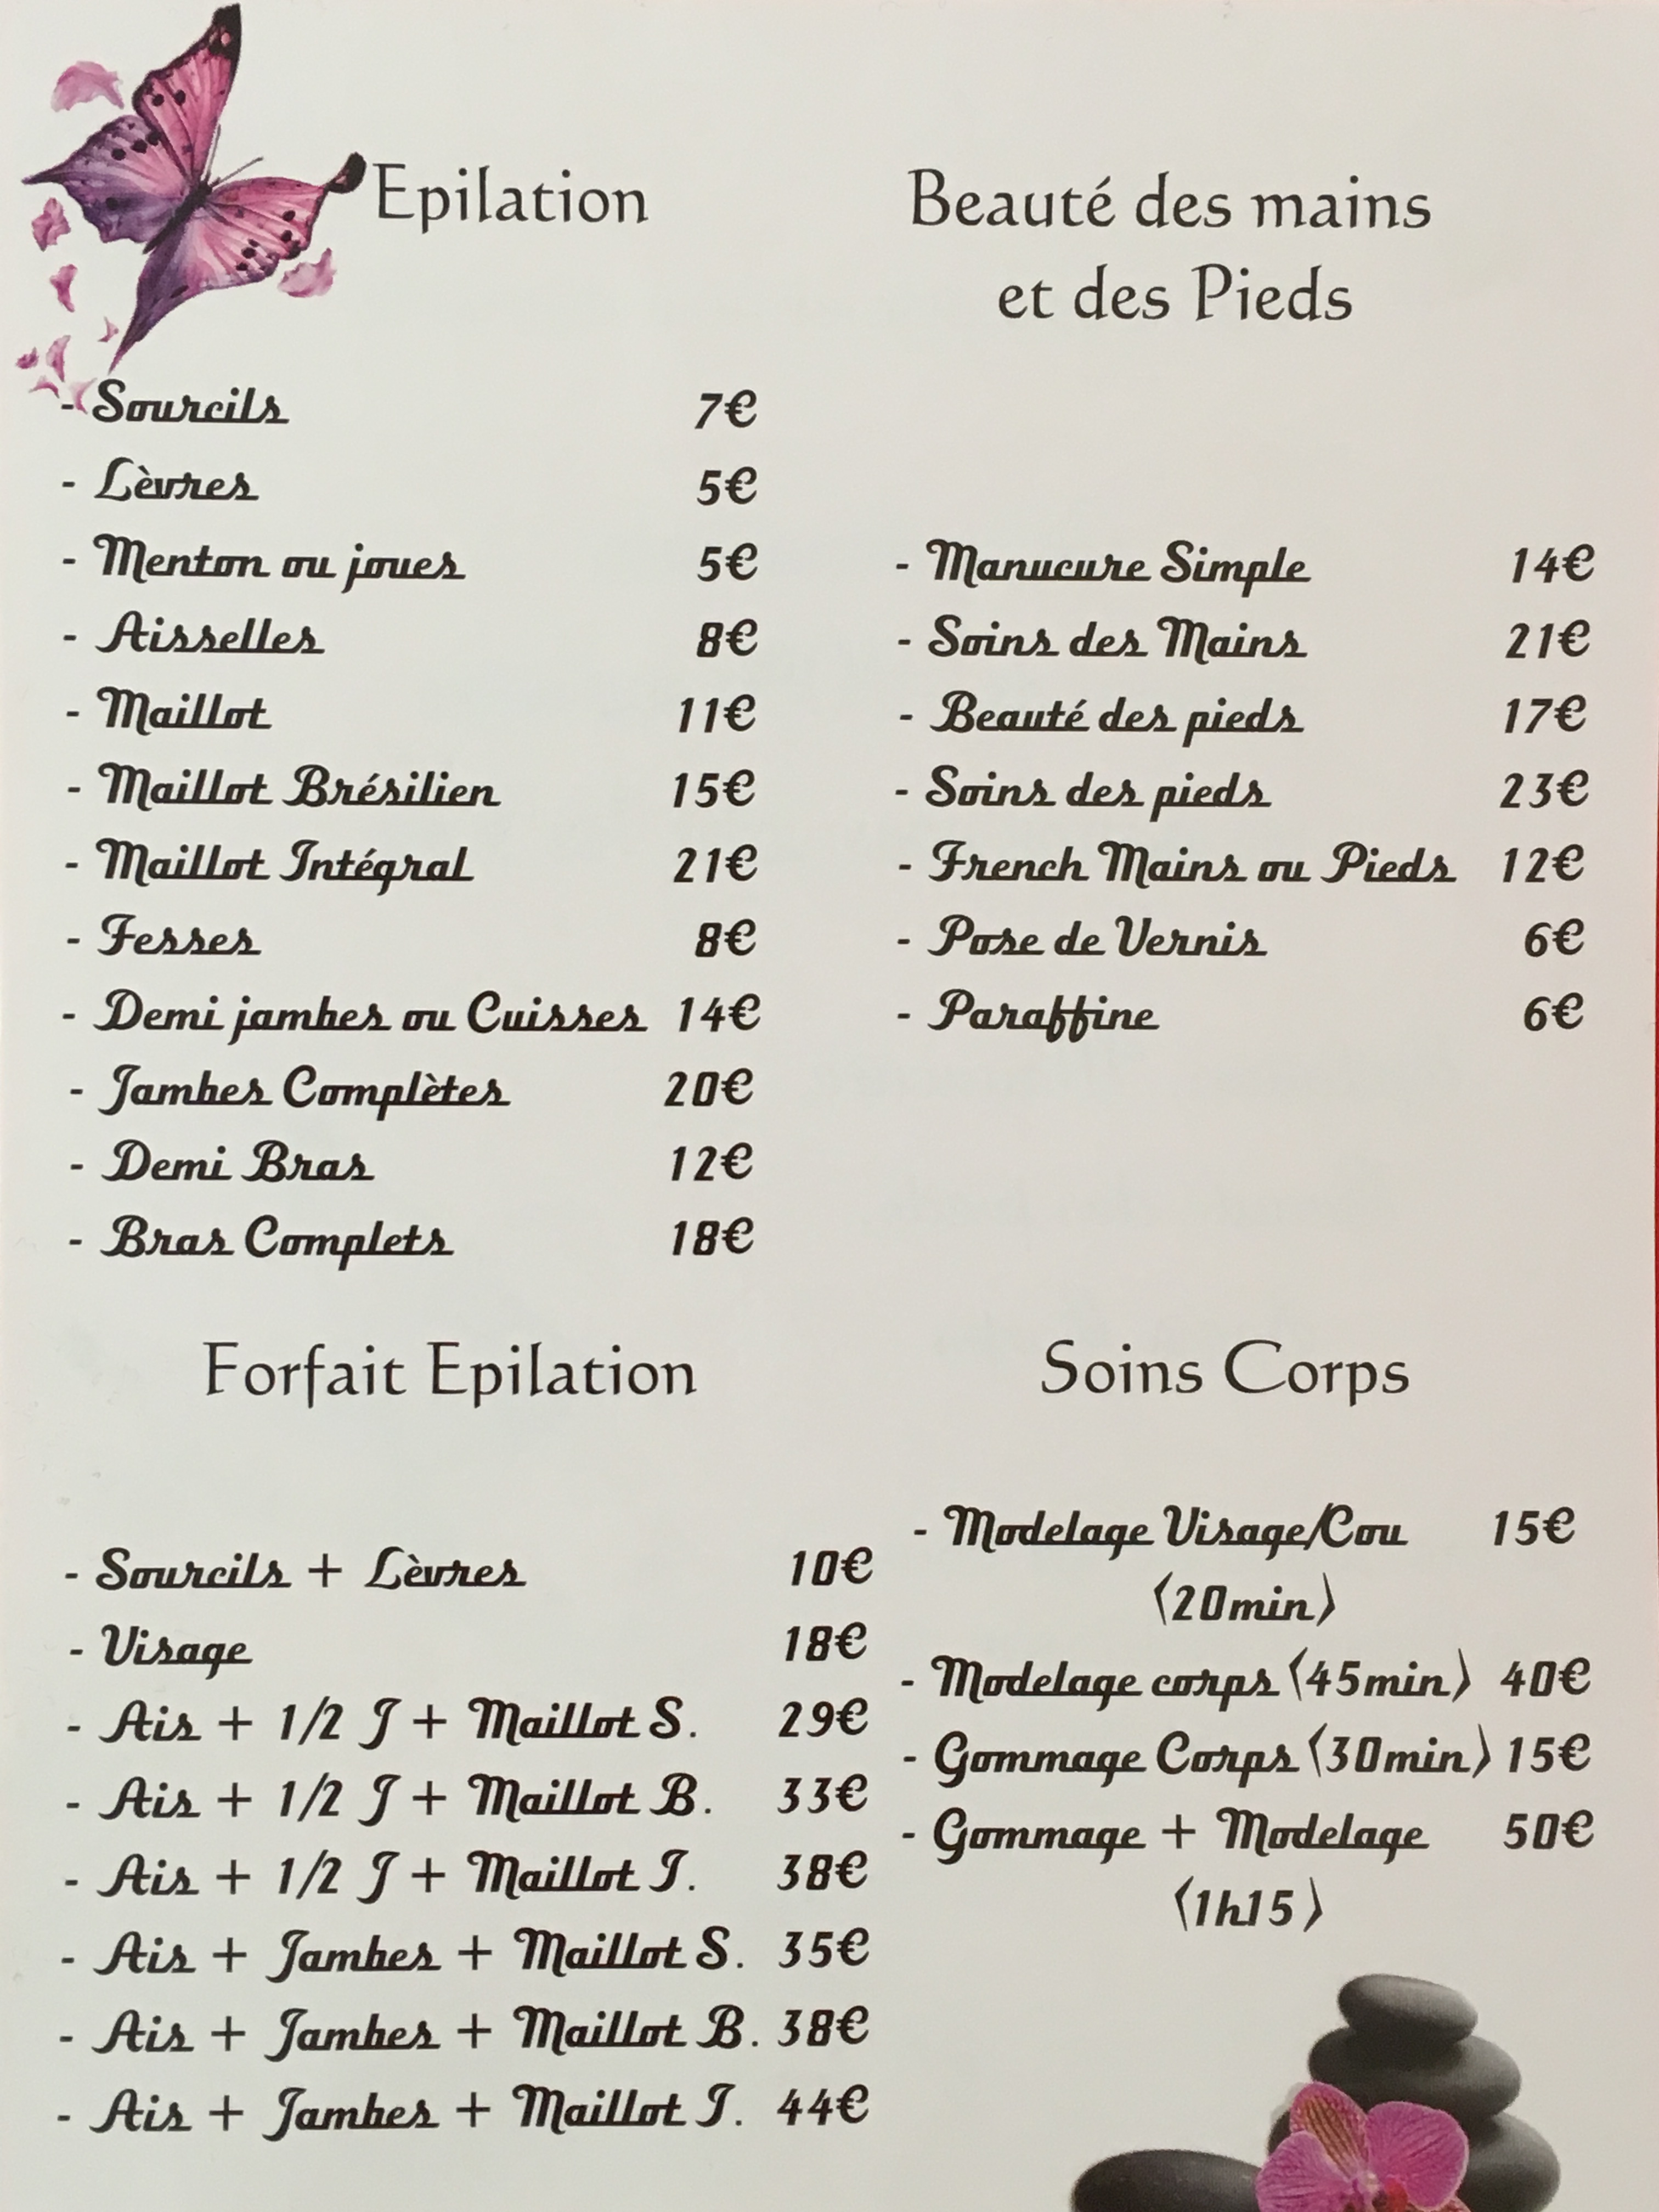 Epilation
- Sourcils 7€
- Lèvres 5€
- Menton ou joues 5€
- Aisselles 8€
- Maillot 11€
- Maillot Brésilien 15€
- Maillot Intégral 21€
- Fesses 8€
- Demi jambes ou Cuisses 14€
- Jambes Complètes 20€
- Demi Bras 12€
- Bras Complets 18€
Beauté des mains
et des Pieds
- Manucure Simple 14€
- Soins des Mains 21€
- Beauté des pieds 17€
- Soins des pieds 23€
- French Mains ou Pieds 12€
- Pose de Vernis 6€
- Paraffine 6€
Forfait Epilation
- Sourcils + Lèvres 10€
- Visage 18€
- Ais + 1/2 J + Maillot S. 29€
- Ais + 1/2 J + Maillot B. 33€
- Ais + 1/2 J + Maillot I. 38€
- Ais + Jambes + Maillot S. 35€
- Ais + Jambes + Maillot B. 38€
- Ais + Jambes + Maillot I. 44€
Soins Corps
- Modelage Visage/Cou 15€
(20min)
- Modelage corps (45min) 40€
- Gommage Corps (30min) 15€
- Gommage + Modelage 50€
(1h15)